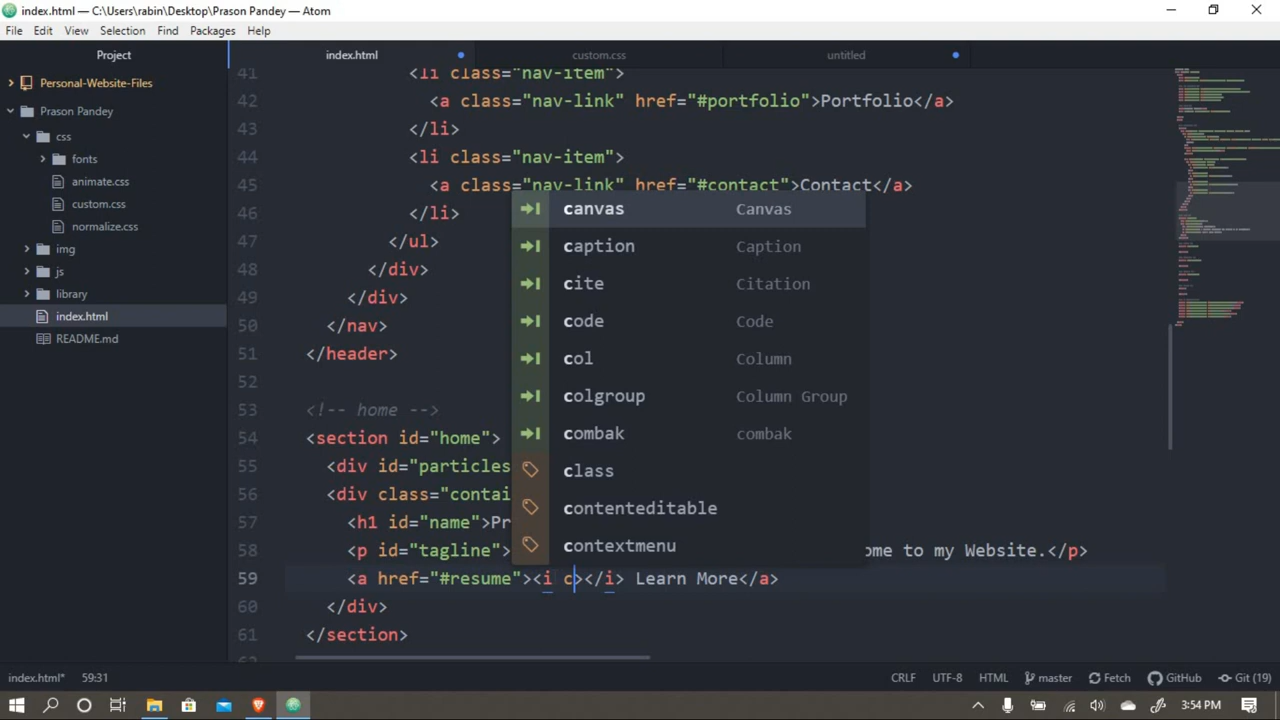 index.html — C:\Users\rabin\Desktop\Prason Pandey — Atom
File Edit View Selection Find Packages Help
Project
index.html
custom.css
untitled
Personal-Website-Files
Prason Pandey
css
fonts
animate.css
custom.css
normalize.css
img
js
library
index.html
README.md
41 <li class="nav-item">
42 <a class="nav-link" href="#portfolio">Portfolio</a>
43 </li>
44 <li class="nav-item">
45 <a class="nav-link" href="#contact">Contact</a>
46 </li>
47 </ul>
48 </div>
49 </div>
50 </nav>
51 </header>
52
53 <!-- home -->
54 <section id="home">
55 <div id="particles
56 <div class="contai
57 <h1 id="name">Pr
58 <p id="tagline"> ome to my Website.</p>
59 <a href="#resume"><i c></i> Learn More</a>
60 </div>
61 </section>
canvas Canvas
caption Caption
cite Citation
code Code
col Column
colgroup Column Group
combak combak
class
contenteditable
contextmenu
index.html* 59:31 CRLF UTF-8 HTML master Fetch GitHub Git (19)
3:54 PM